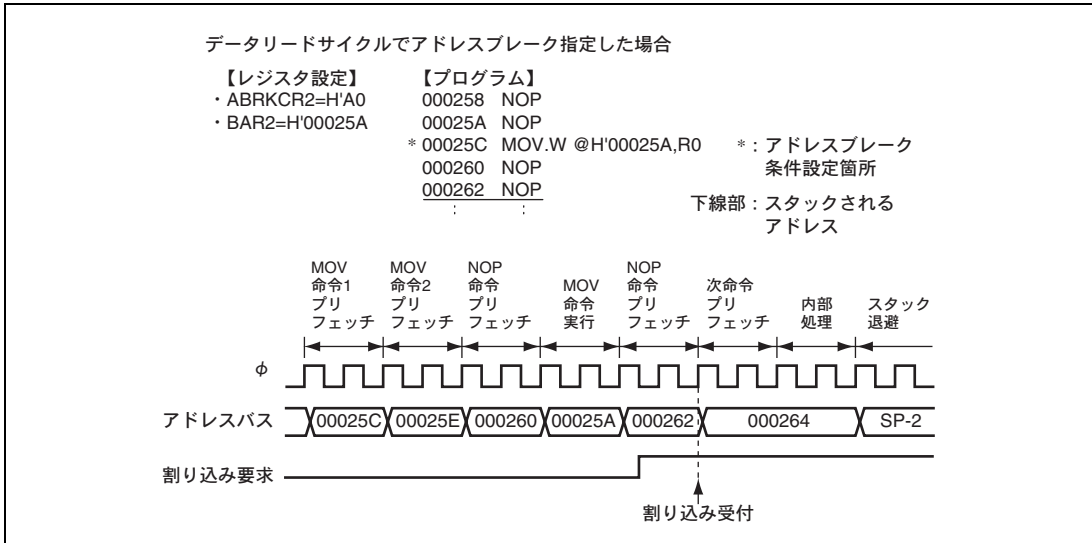 データリードサイクルでアドレスブレーク指定した場合
【レジスタ設定】
・ABRKCR2=H'A0
・BAR2=H'00025A
【プログラム】
000258 NOP
00025A NOP
* 00025C MOV.W @H'00025A,R0
000260 NOP
000262 NOP
: :
*：アドレスブレーク
条件設定箇所
下線部：スタックされる
アドレス
MOV
命令1
プリ
フェッチ
MOV
命令2
プリ
フェッチ
NOP
命令
プリ
フェッチ
MOV
命令
実行
NOP
命令
プリ
フェッチ
次命令
プリ
フェッチ
内部
処理
スタック
退避
φ
アドレスバス 00025C 00025E 000260 00025A 000262 000264 SP-2
割り込み要求
割り込み受付